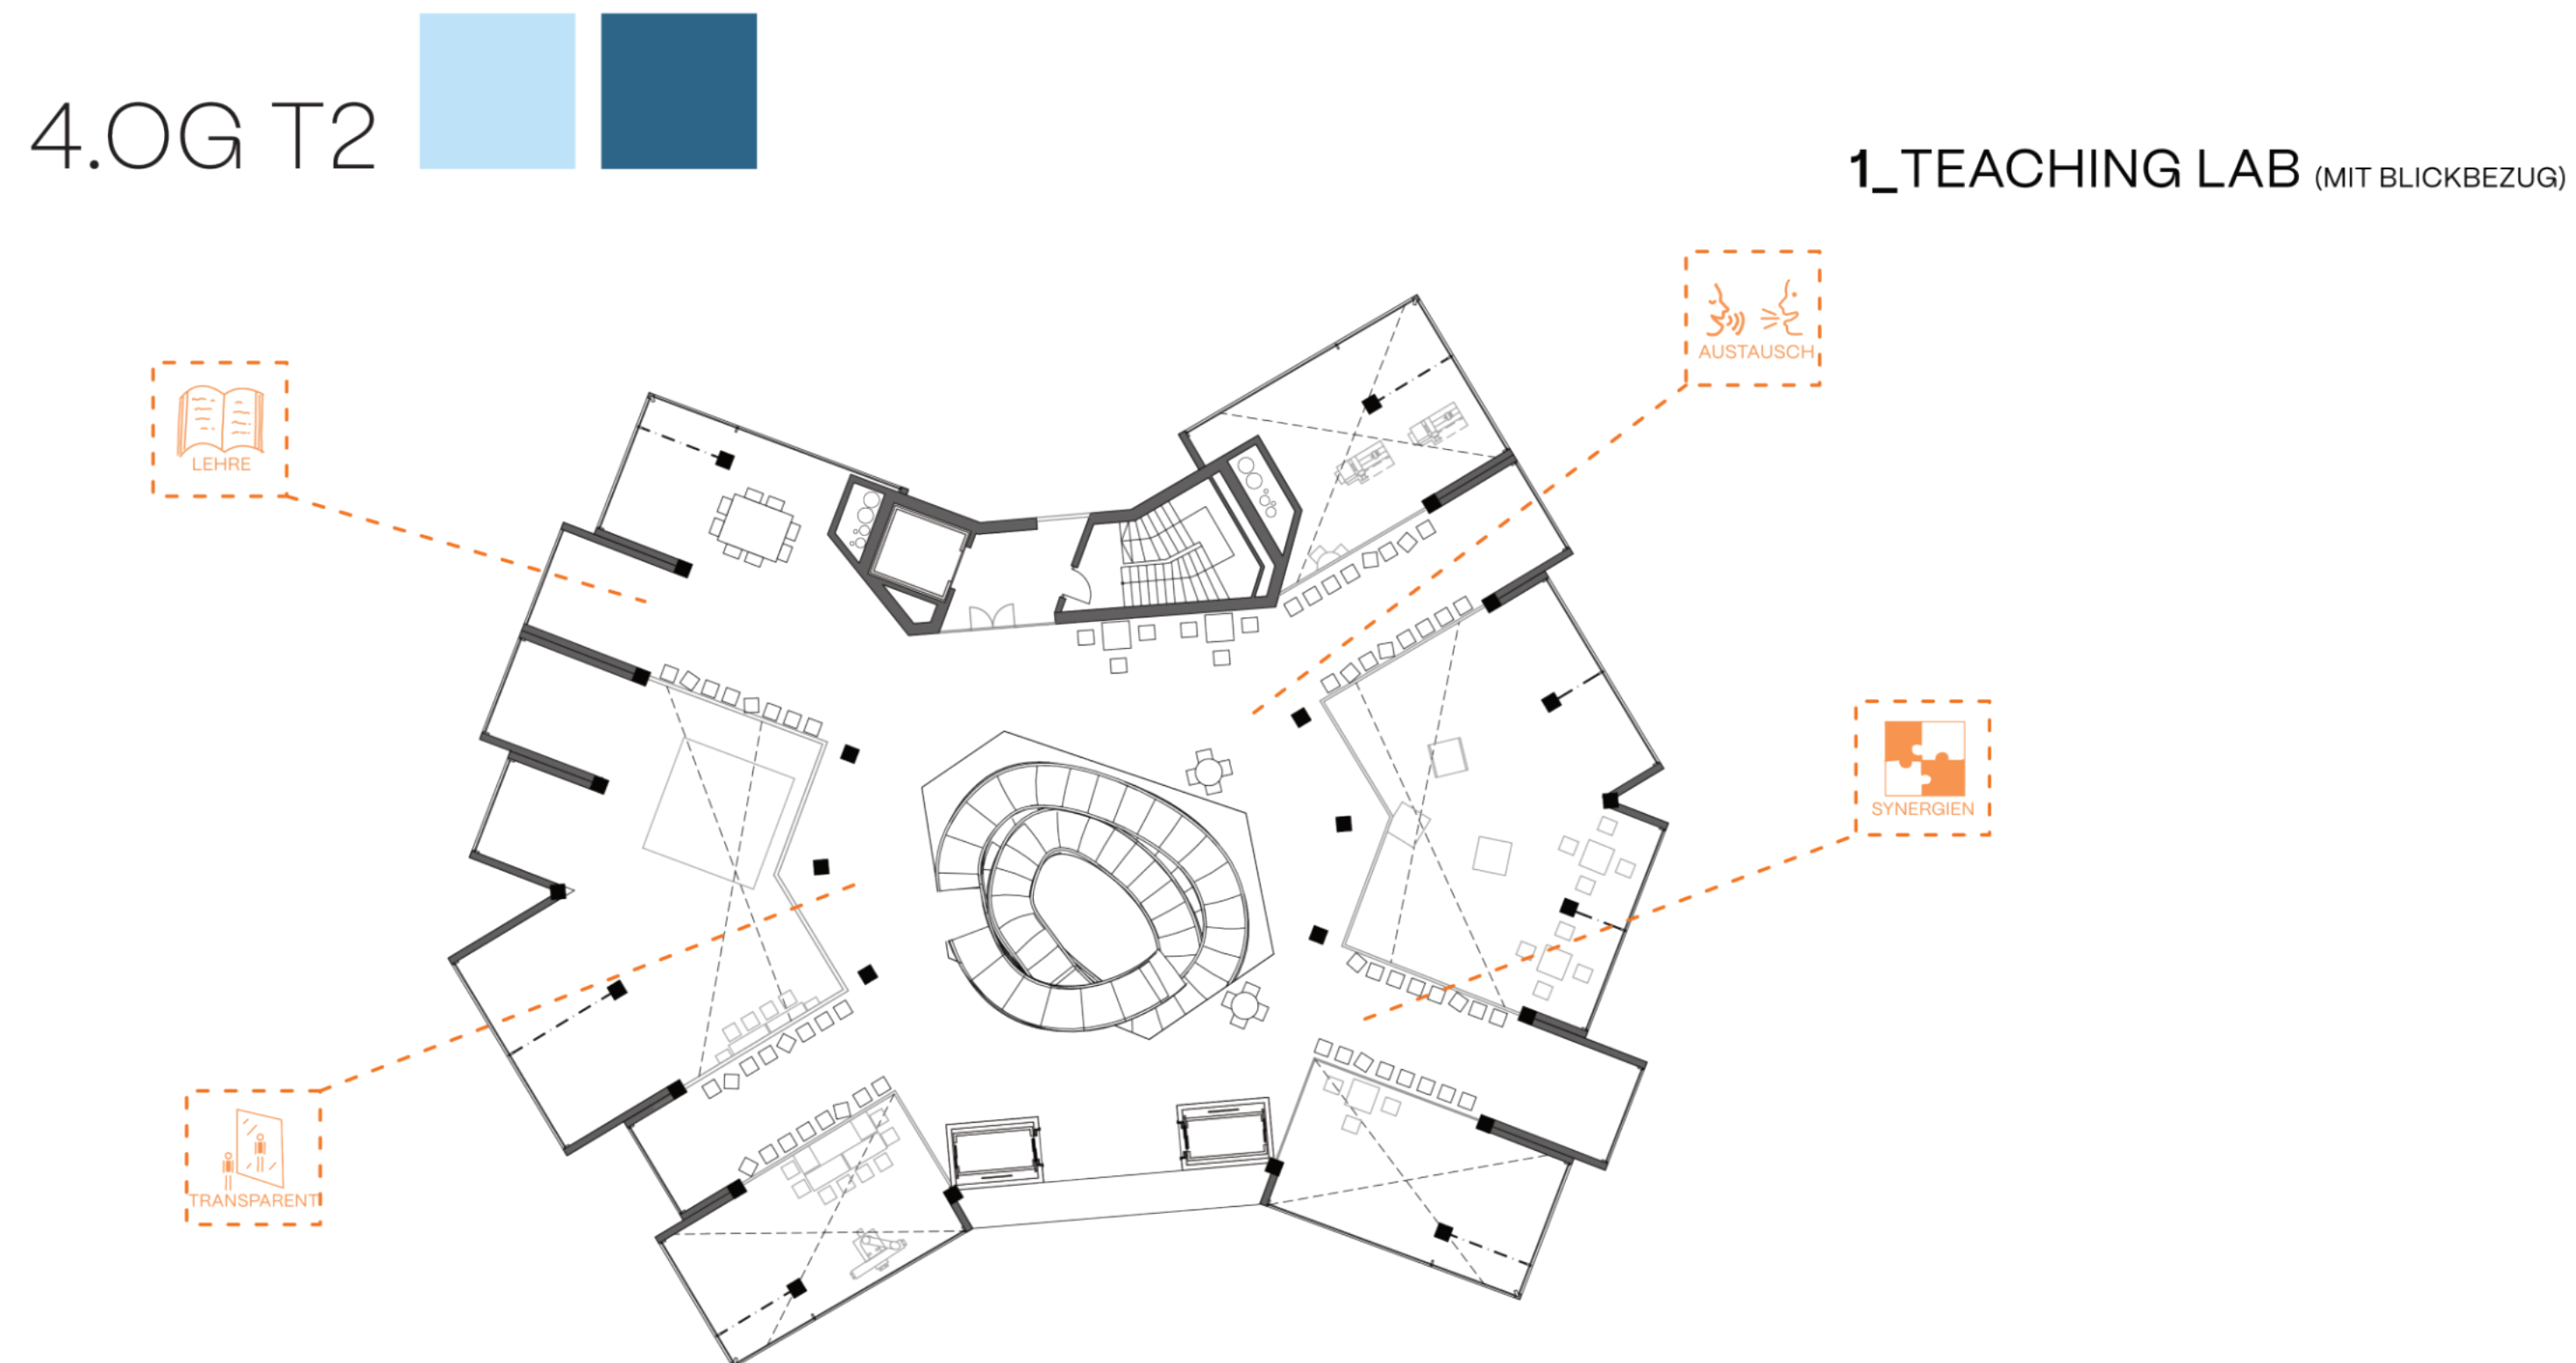 4.OG T2
1_TEACHING LAB (MIT BLICKBEZUG)
AUSTAUSCH
LEHRE
SYNERGIEN
TRANSPARENT